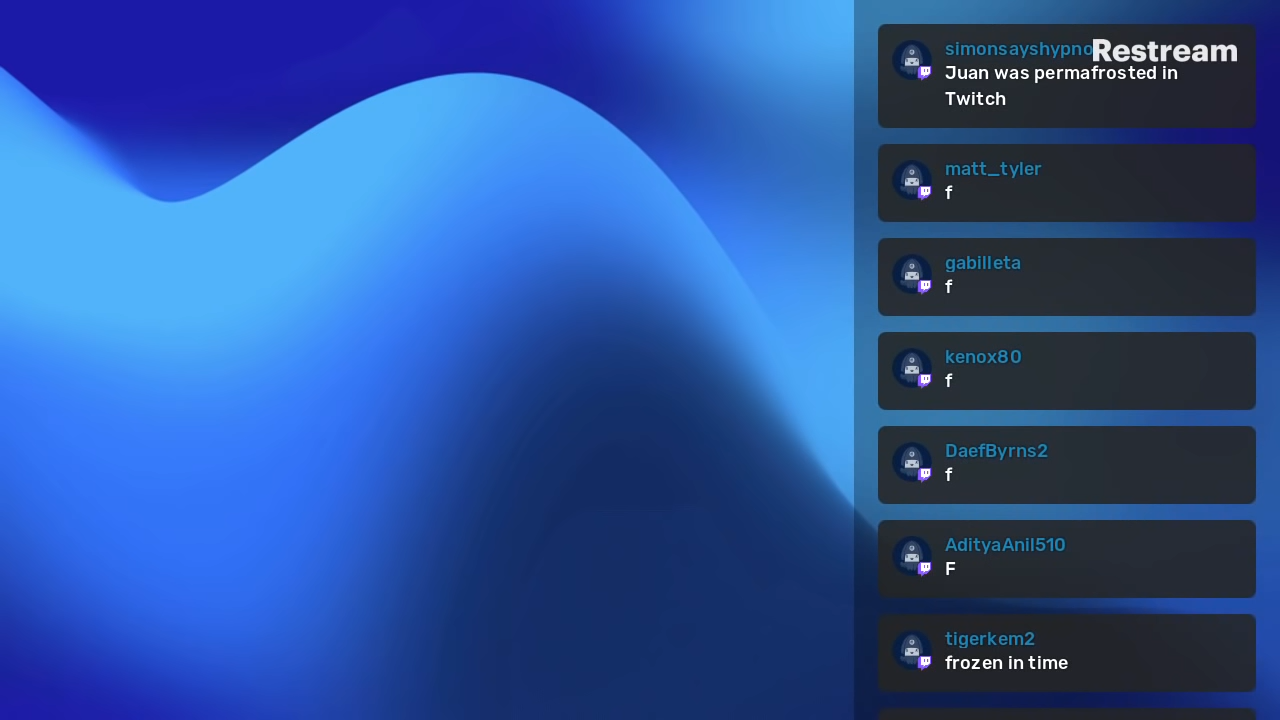 simonsayshypno
Restream
Juan was permafrosted in
Twitch
matt_tyler
f
gabilleta
f
kenox80
f
DaefByrns2
f
AdityaAnil510
F
tigerkem2
frozen in time